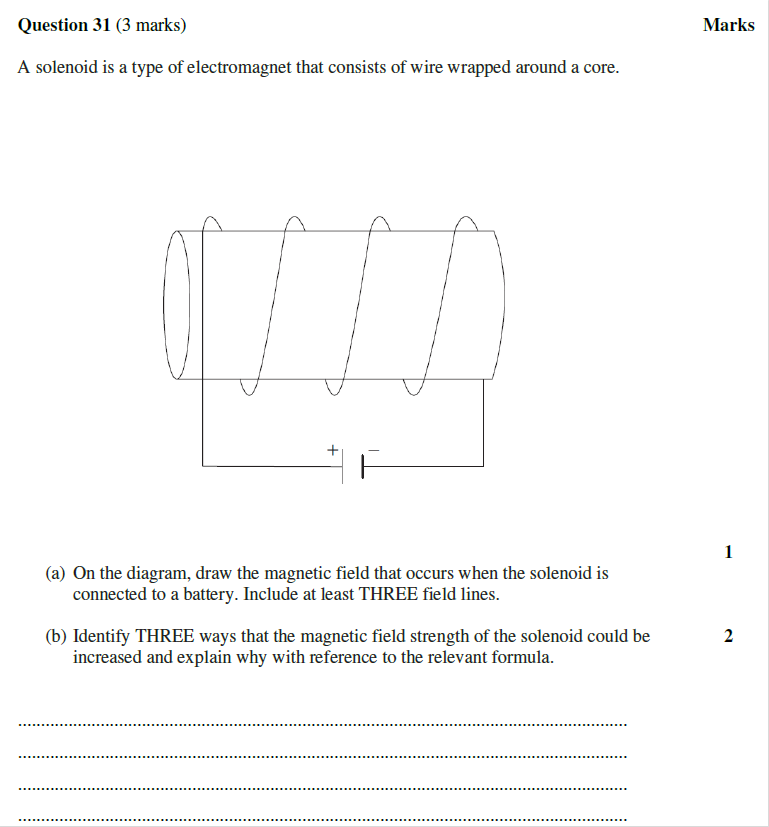 Question 31 (3 marks) Marks
A solenoid is a type of electromagnet that consists of wire wrapped around a core.
+ −
1
(a) On the diagram, draw the magnetic field that occurs when the solenoid is
connected to a battery. Include at least THREE field lines.
(b) Identify THREE ways that the magnetic field strength of the solenoid could be 2
increased and explain why with reference to the relevant formula.